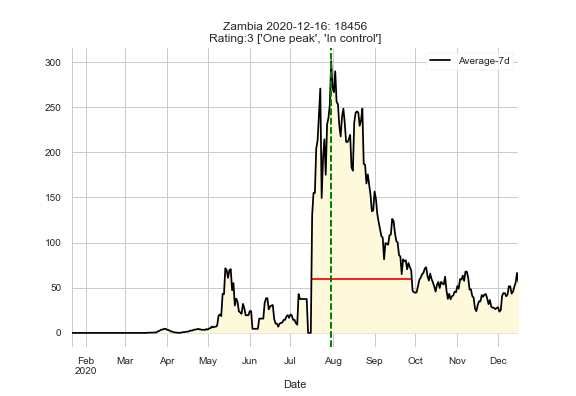 Zambia 2020-12-16: 18456
Rating:3 ['One peak', 'In control']
Average-7d
300
250
200
150
100
50
0
Feb Mar Apr May Jun Jul Aug Sep Oct Nov Dec
2020
Date